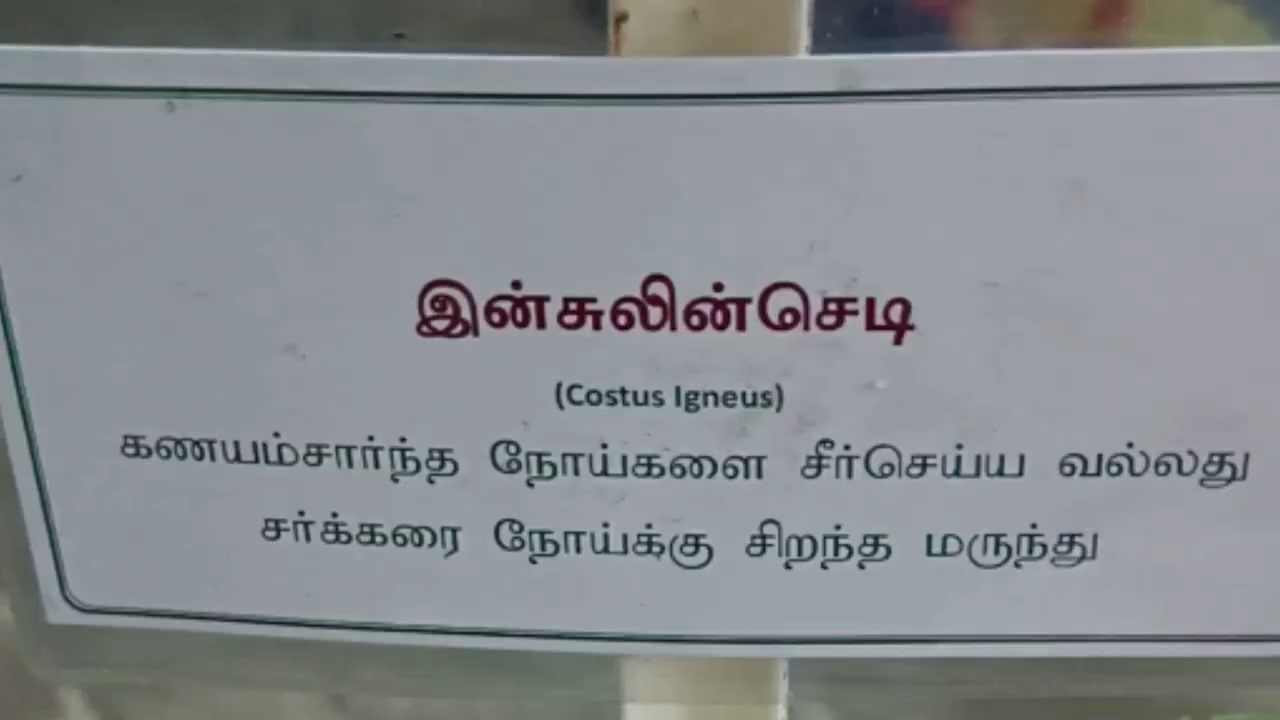 இன்சுலின்செடி
(Costus Igneus)
கணயம்சார்ந்த நோய்களை சீர்செய்ய வல்லது
சர்க்கரை நோய்க்கு சிறந்த மருந்து